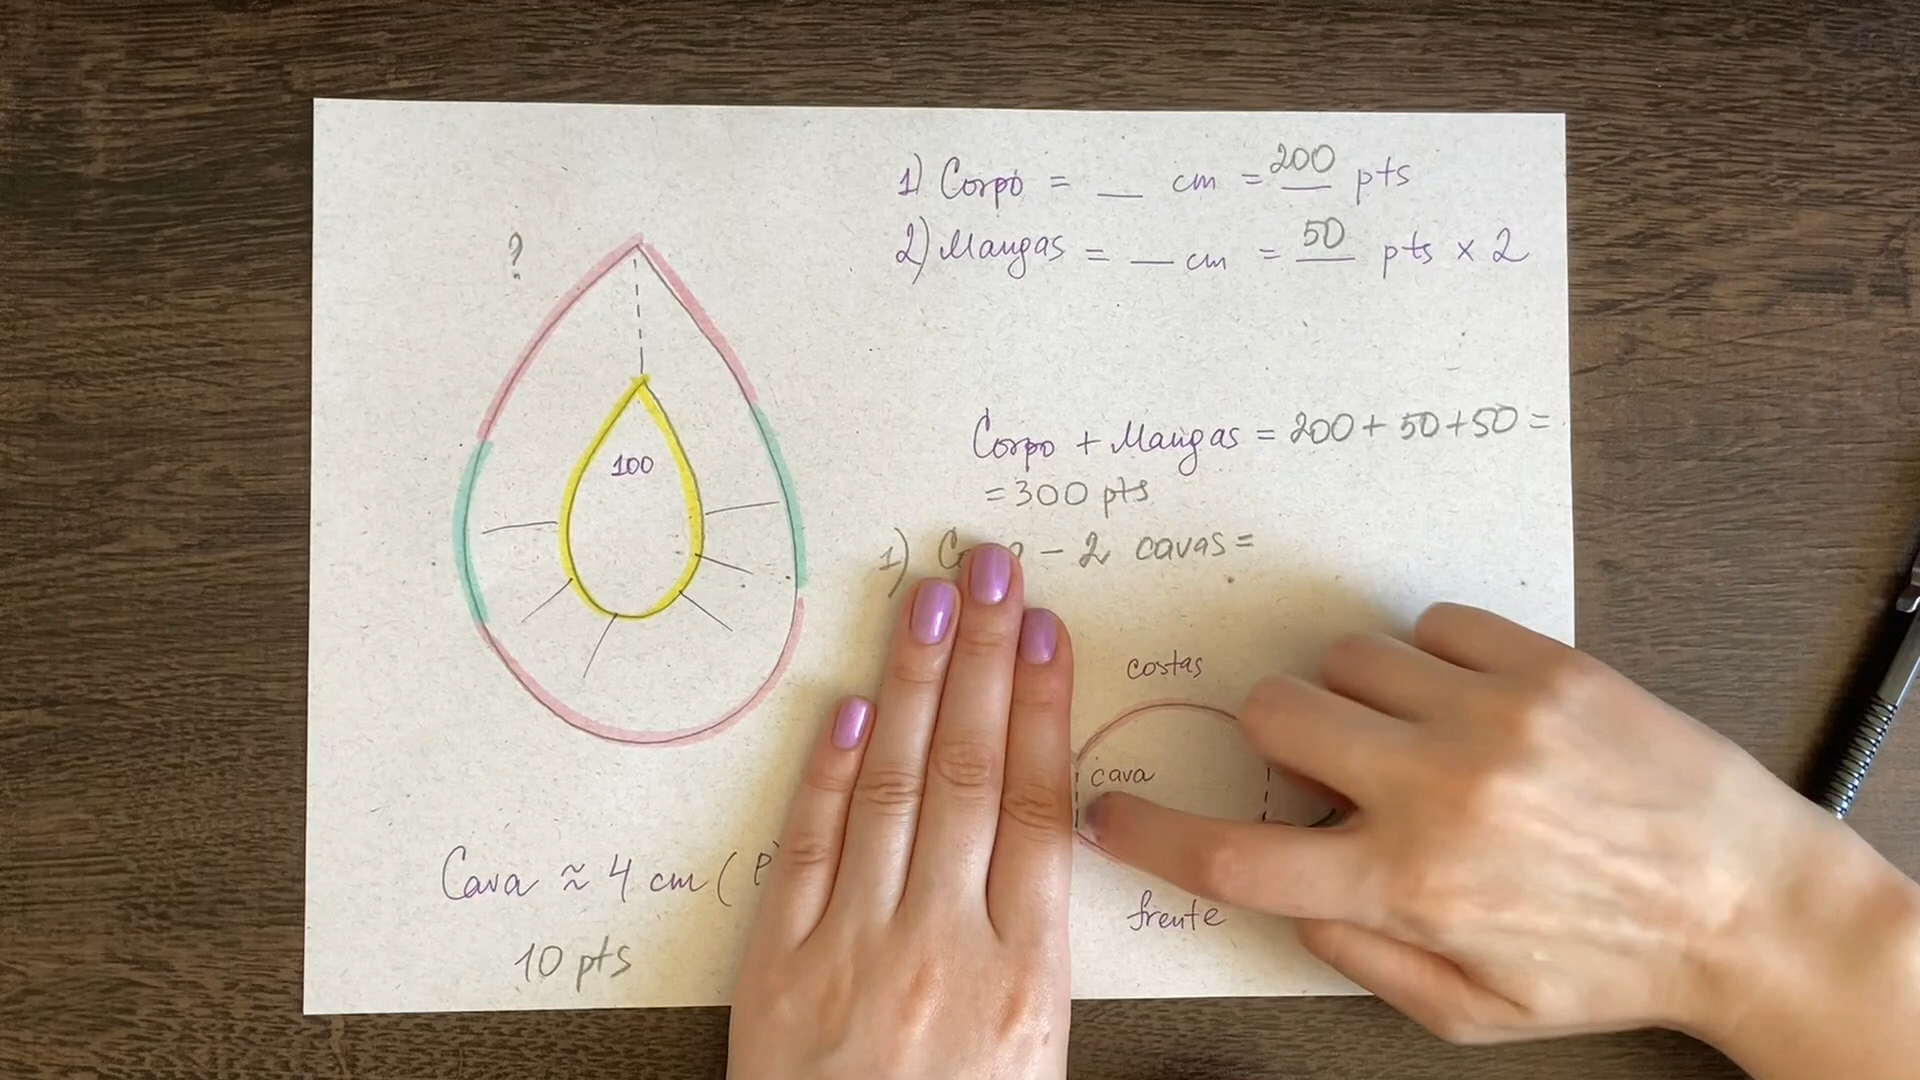 1) Corpo = __ cm = 200 pts
2) Mangas = __ cm = 50 pts x 2
?
100
Corpo + Mangas = 200 + 50 + 50 =
= 300 pts
1) - 2 cavas =
costas
cava
frente
Cava ≈ 4 cm (
10 pts